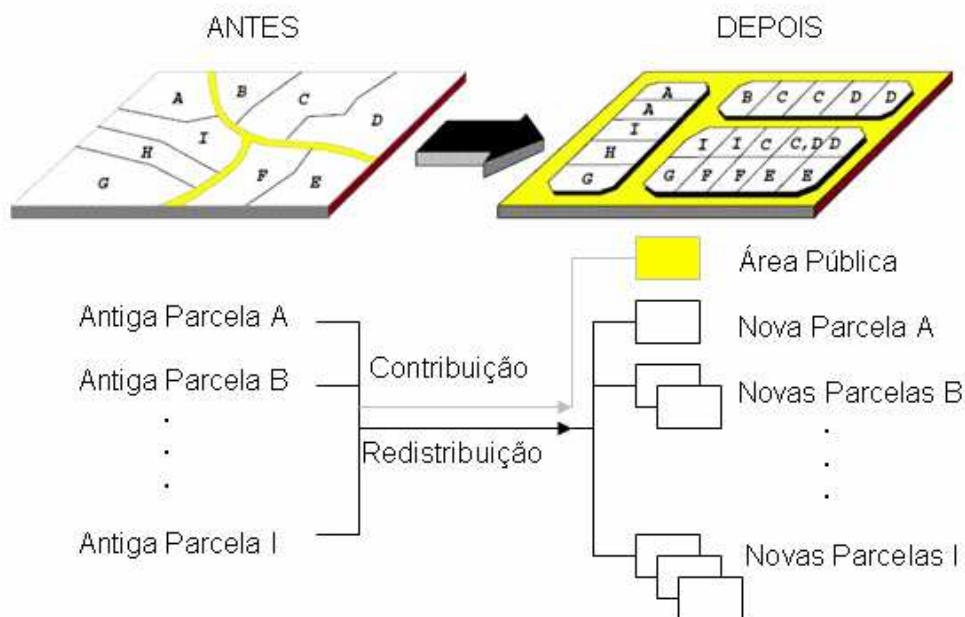 ANTES
DEPOIS
A
B
C
D
I
H
G
F
E
A
A
I
H
G
B C C D D
I I C C,D D
G F F E E
Área Pública
Antiga Parcela A
Nova Parcela A
Contribuição
Antiga Parcela B
Novas Parcelas B
Redistribuição
Antiga Parcela I
Novas Parcelas I